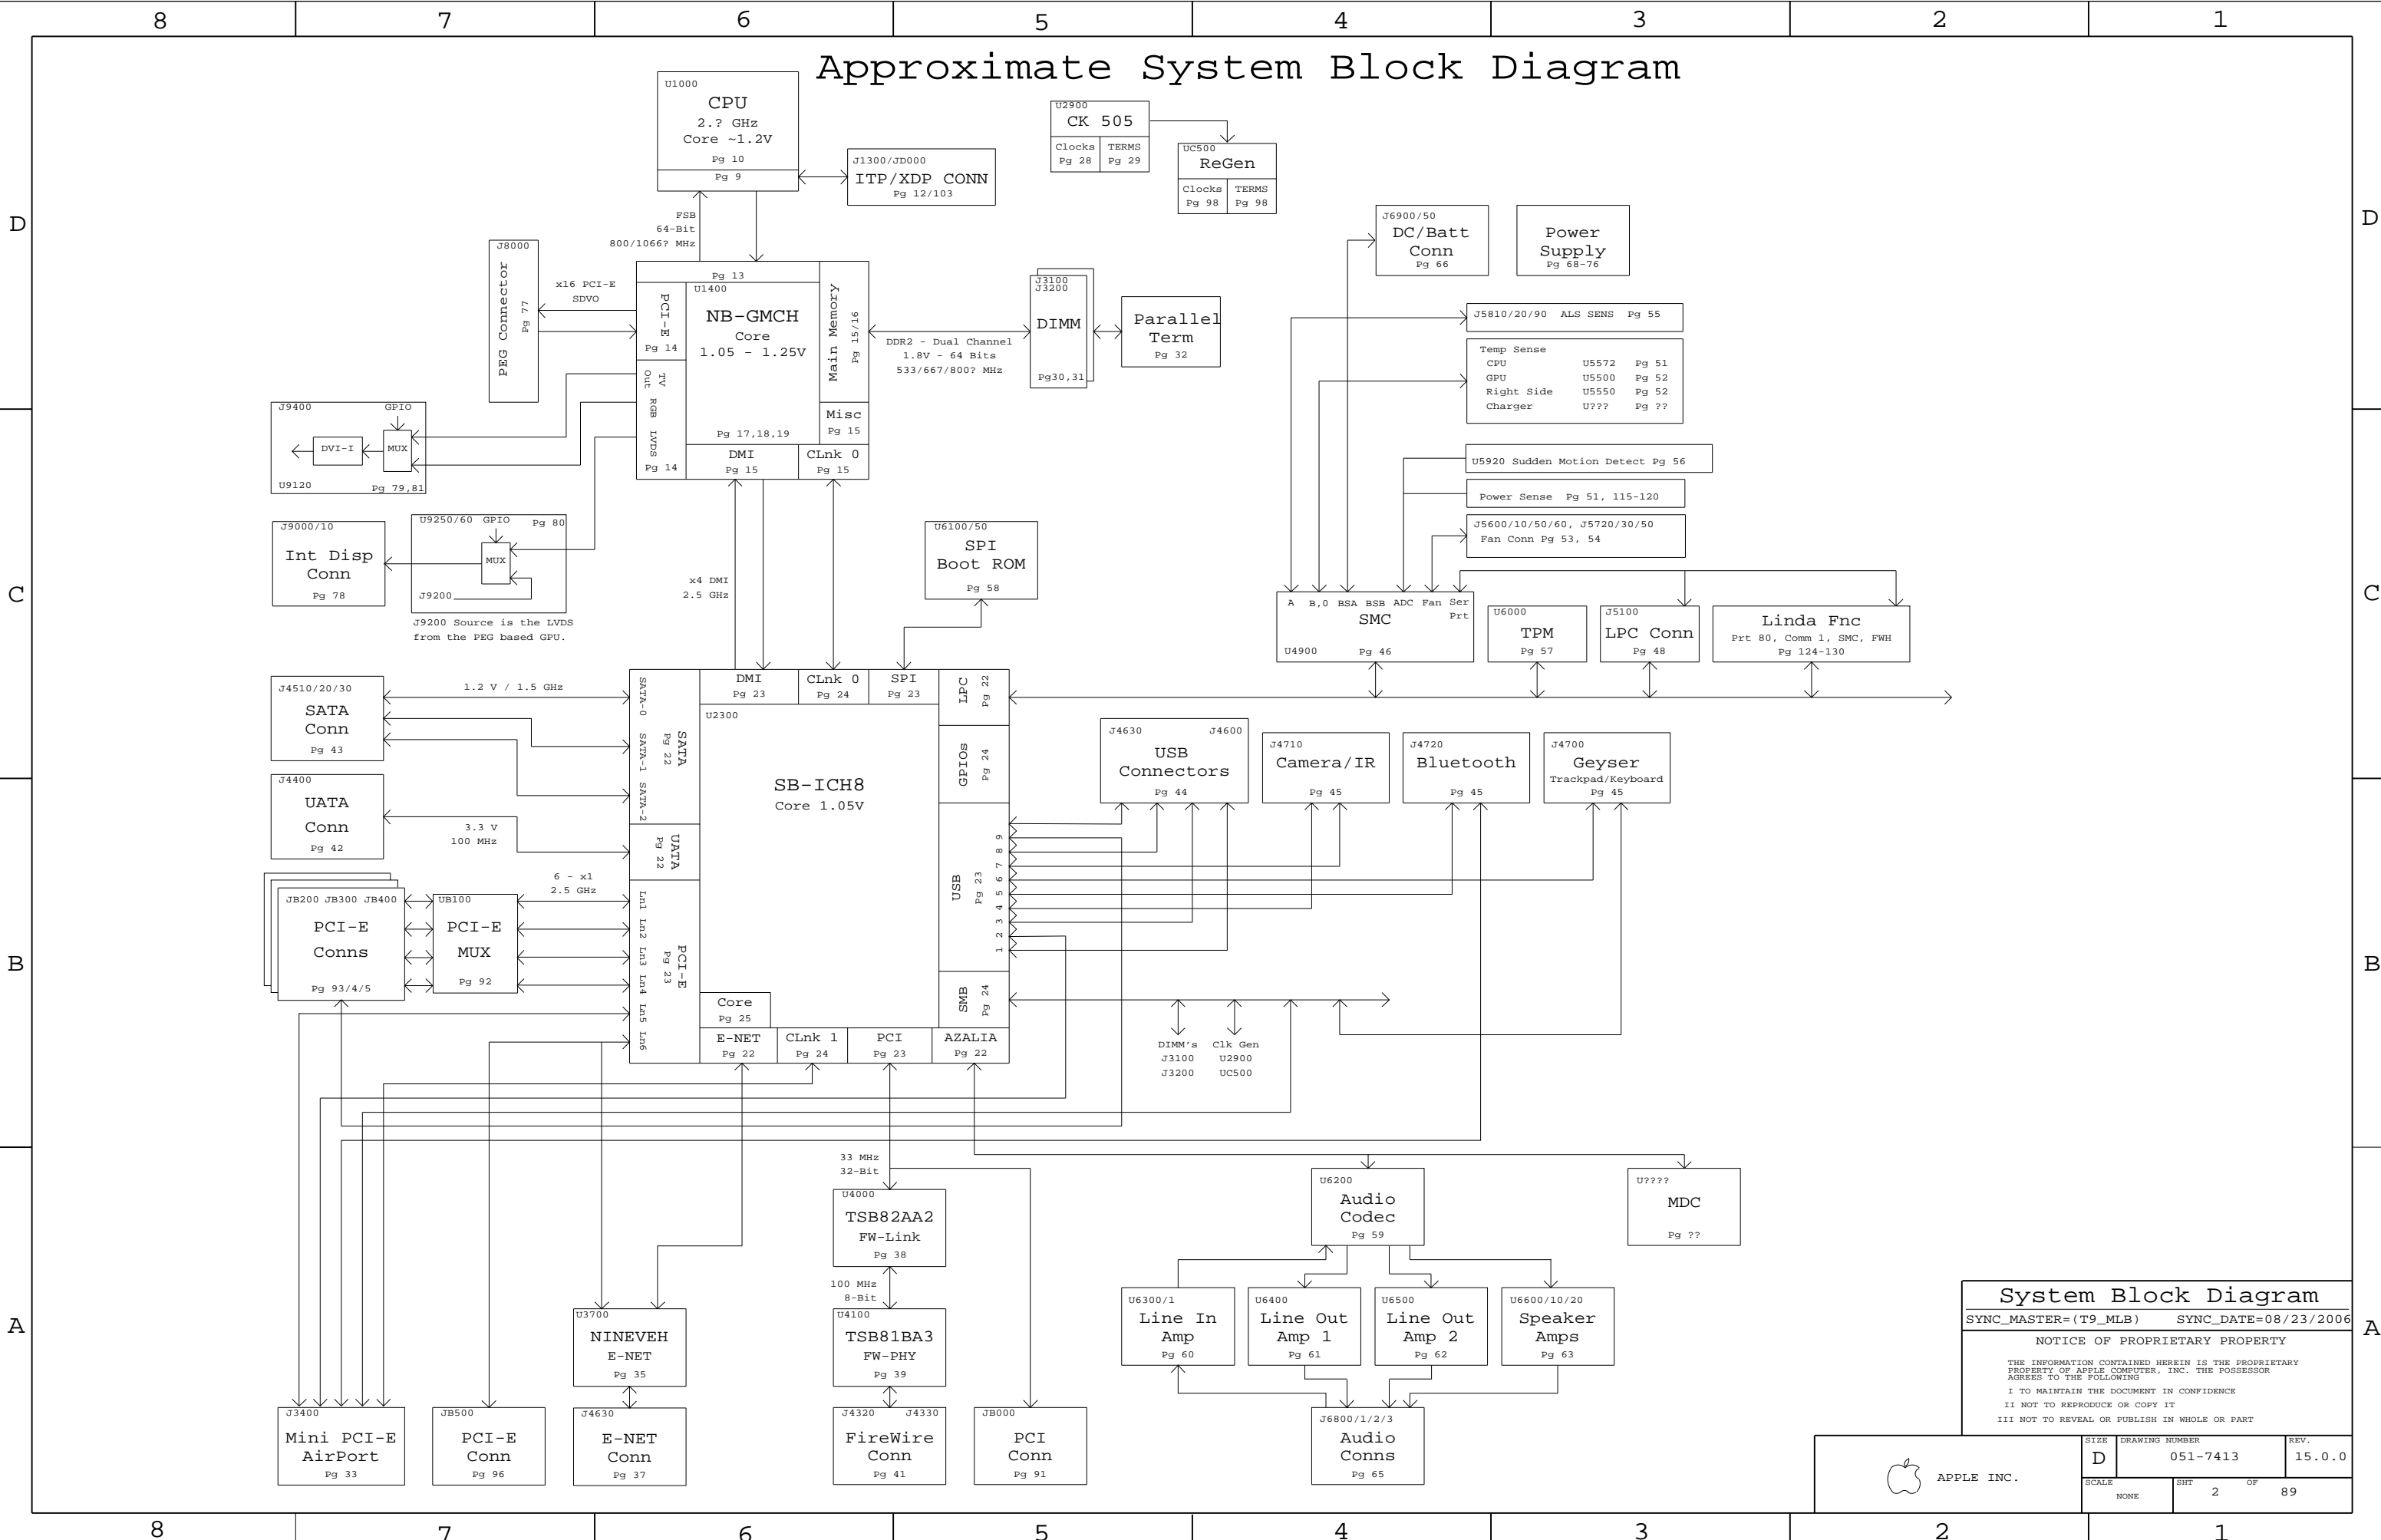 8 7 6 5 4 3 2 1
Approximate System Block Diagram
D
D
C
C
B
B
A
A
U1000
CPU
2.? GHz
Core ~1.2V
Pg 10
Pg 9
J1300/JD000
ITP/XDP CONN
Pg 12/103
U2900
CK 505
Clocks TERMS
Pg 28 Pg 29
UC500
ReGen
Clocks TERMS
Pg 98 Pg 98
FSB
64-Bit
800/1066? MHz
J8000
PEG Connector
Pg 77
x16 PCI-E
SDVO
Pg 13
U1400
NB-GMCH
Core
1.05 - 1.25V
Pg 17,18,19
PCI-E
Pg 14
TV
Out
RGB
LVDS
Pg 14
Main Memory
Pg 15/16
Misc
Pg 15
DMI
Pg 15
CLnk 0
Pg 15
DDR2 - Dual Channel
1.8V - 64 Bits
533/667/800? MHz
J3100
J3200
DIMM
Pg30,31
Parallel
Term
Pg 32
J6900/50
DC/Batt
Conn
Pg 66
Power
Supply
Pg 68-76
J5810/20/90 ALS SENS Pg 55
Temp Sense
CPU U5572 Pg 51
GPU U5500 Pg 52
Right Side U5550 Pg 52
Charger U??? Pg ??
U5920 Sudden Motion Detect Pg 56
Power Sense Pg 51, 115-120
J5600/10/50/60, J5720/30/50
Fan Conn Pg 53, 54
J9400
GPIO
DVI-I
MUX
U9120
Pg 79,81
J9000/10
Int Disp
Conn
Pg 78
U9250/60 GPIO Pg 80
MUX
J9200
J9200 Source is the LVDS
from the PEG based GPU.
x4 DMI
2.5 GHz
U6100/50
SPI
Boot ROM
Pg 58
A B,0 BSA BSB ADC Fan Ser
Prt
SMC
U4900 Pg 46
U6000
TPM
Pg 57
J5100
LPC Conn
Pg 48
Linda Fnc
Prt 80, Comm 1, SMC, FWH
Pg 124-130
J4510/20/30
SATA
Conn
Pg 43
1.2 V / 1.5 GHz
J4400
UATA
Conn
Pg 42
3.3 V
100 MHz
JB200 JB300 JB400
PCI-E
Conns
Pg 93/4/5
UB100
PCI-E
MUX
Pg 92
6 - x1
2.5 GHz
DMI
Pg 23
CLnk 0
Pg 24
SPI
Pg 23
LPC
Pg 22
U2300
SB-ICH8
Core 1.05V
SATA-0
SATA-1
SATA-2
SATA
Pg 22
UATA
Pg 22
Ln1
Ln2
Ln3
Ln4
Ln5
Ln6
PCI-E
Pg 23
GPIOs
Pg 24
USB
Pg 23
9
8
7
6
5
4
3
2
1
SMB
Pg 24
Core
Pg 25
E-NET
Pg 22
CLnk 1
Pg 24
PCI
Pg 23
AZALIA
Pg 22
J4630 J4600
USB
Connectors
Pg 44
J4710
Camera/IR
Pg 45
J4720
Bluetooth
Pg 45
J4700
Geyser
Trackpad/Keyboard
Pg 45
DIMM's
J3100
J3200
Clk Gen
U2900
UC500
33 MHz
32-Bit
U4000
TSB82AA2
FW-Link
Pg 38
100 MHz
8-Bit
U4100
TSB81BA3
FW-PHY
Pg 39
U3700
NINEVEH
E-NET
Pg 35
U6200
Audio
Codec
Pg 59
U????
MDC
Pg ??
U6300/1
Line In
Amp
Pg 60
U6400
Line Out
Amp 1
Pg 61
U6500
Line Out
Amp 2
Pg 62
U6600/10/20
Speaker
Amps
Pg 63
J3400
Mini PCI-E
AirPort
Pg 33
JB500
PCI-E
Conn
Pg 96
J4630
E-NET
Conn
Pg 37
J4320 J4330
FireWire
Conn
Pg 41
JB000
PCI
Conn
Pg 91
J6800/1/2/3
Audio
Conns
Pg 65
System Block Diagram
SYNC_MASTER=(T9_MLB) SYNC_DATE=08/23/2006
NOTICE OF PROPRIETARY PROPERTY
THE INFORMATION CONTAINED HEREIN IS THE PROPRIETARY
PROPERTY OF APPLE COMPUTER, INC. THE POSSESSOR
AGREES TO THE FOLLOWING
I TO MAINTAIN THE DOCUMENT IN CONFIDENCE
II NOT TO REPRODUCE OR COPY IT
III NOT TO REVEAL OR PUBLISH IN WHOLE OR PART
APPLE INC.
SIZE
D
DRAWING NUMBER
051-7413
REV.
15.0.0
SCALE
NONE
SHT OF
2 89
8 7 6 5 4 3 2 1